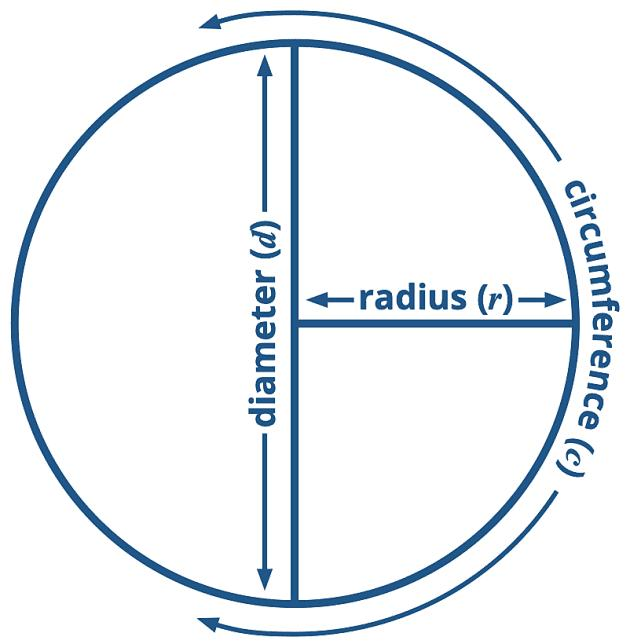 diameter (d)
radius (r)
circumference (c)